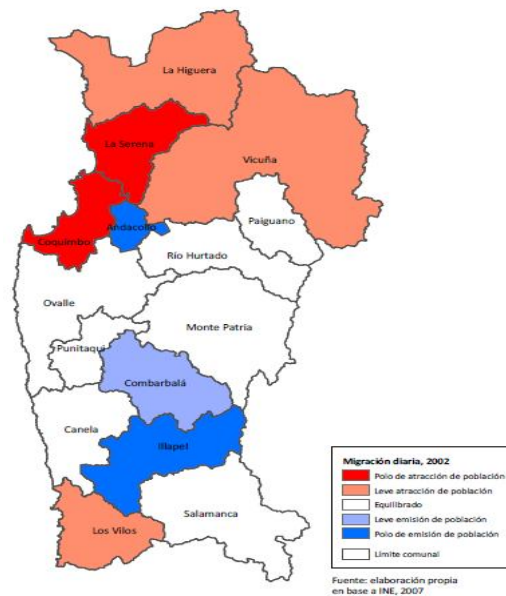 La Higuera
La Serena
Vicuña
Paiguano
Andacollo
Coquimbo
Río Hurtado
Ovalle
Monte Patria
Punitaqui
Combarbalá
Canela
Illapel
Salamanca
Los Vilos
Migración diaria, 2002
Polo de atracción de población
Leve atracción de población
Equilibrado
Leve emisión de población
Polo de emisión de población
Límite comunal
Fuente: elaboración propia
en base a INE, 2007